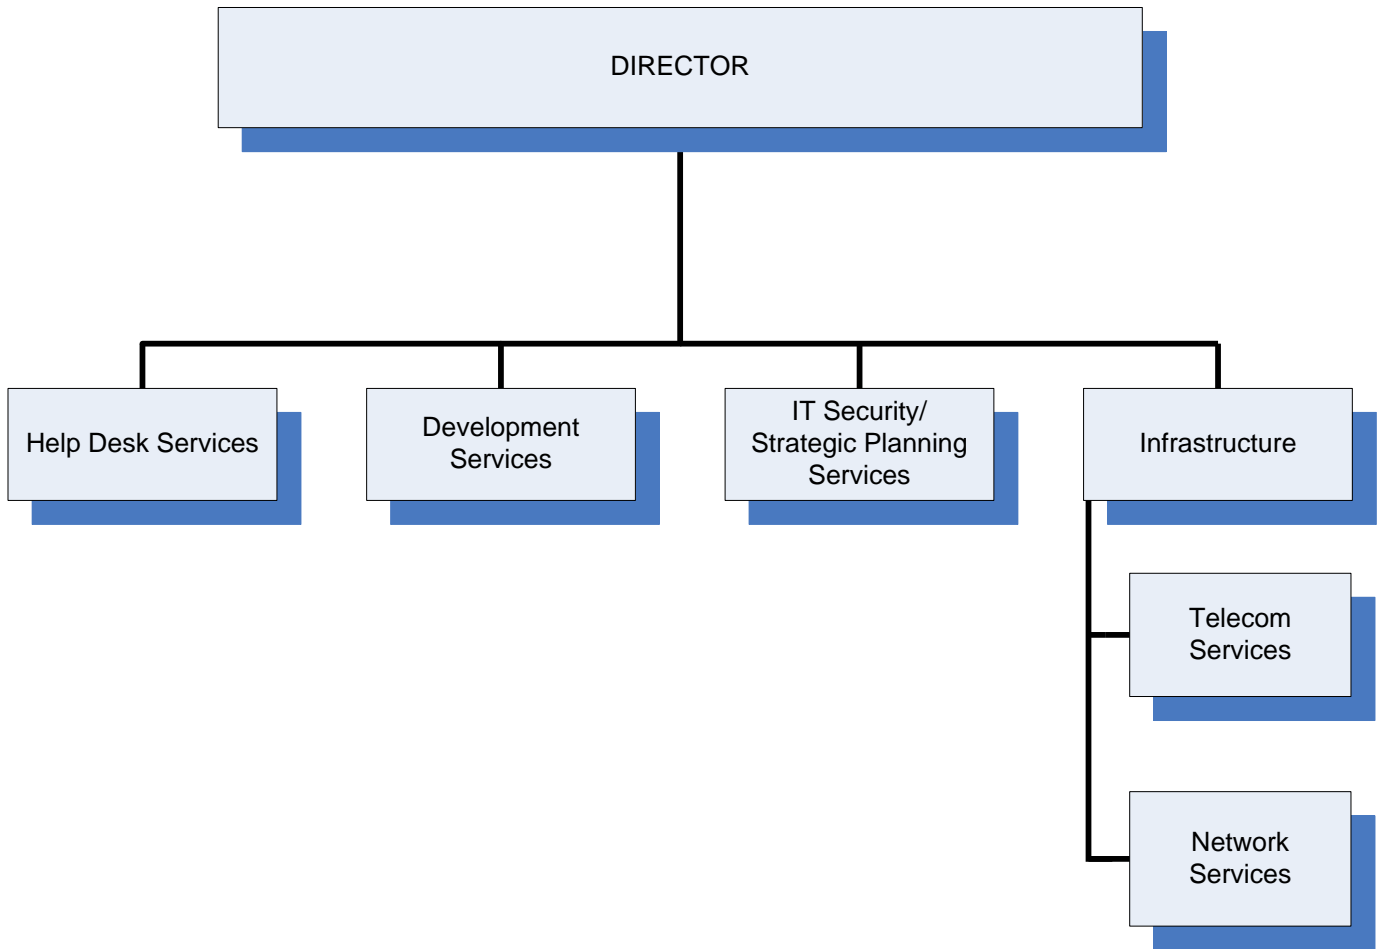 DIRECTOR
Help Desk Services
Development
Services
IT Security/
Strategic Planning
Services
Infrastructure
Telecom
Services
Network
Services